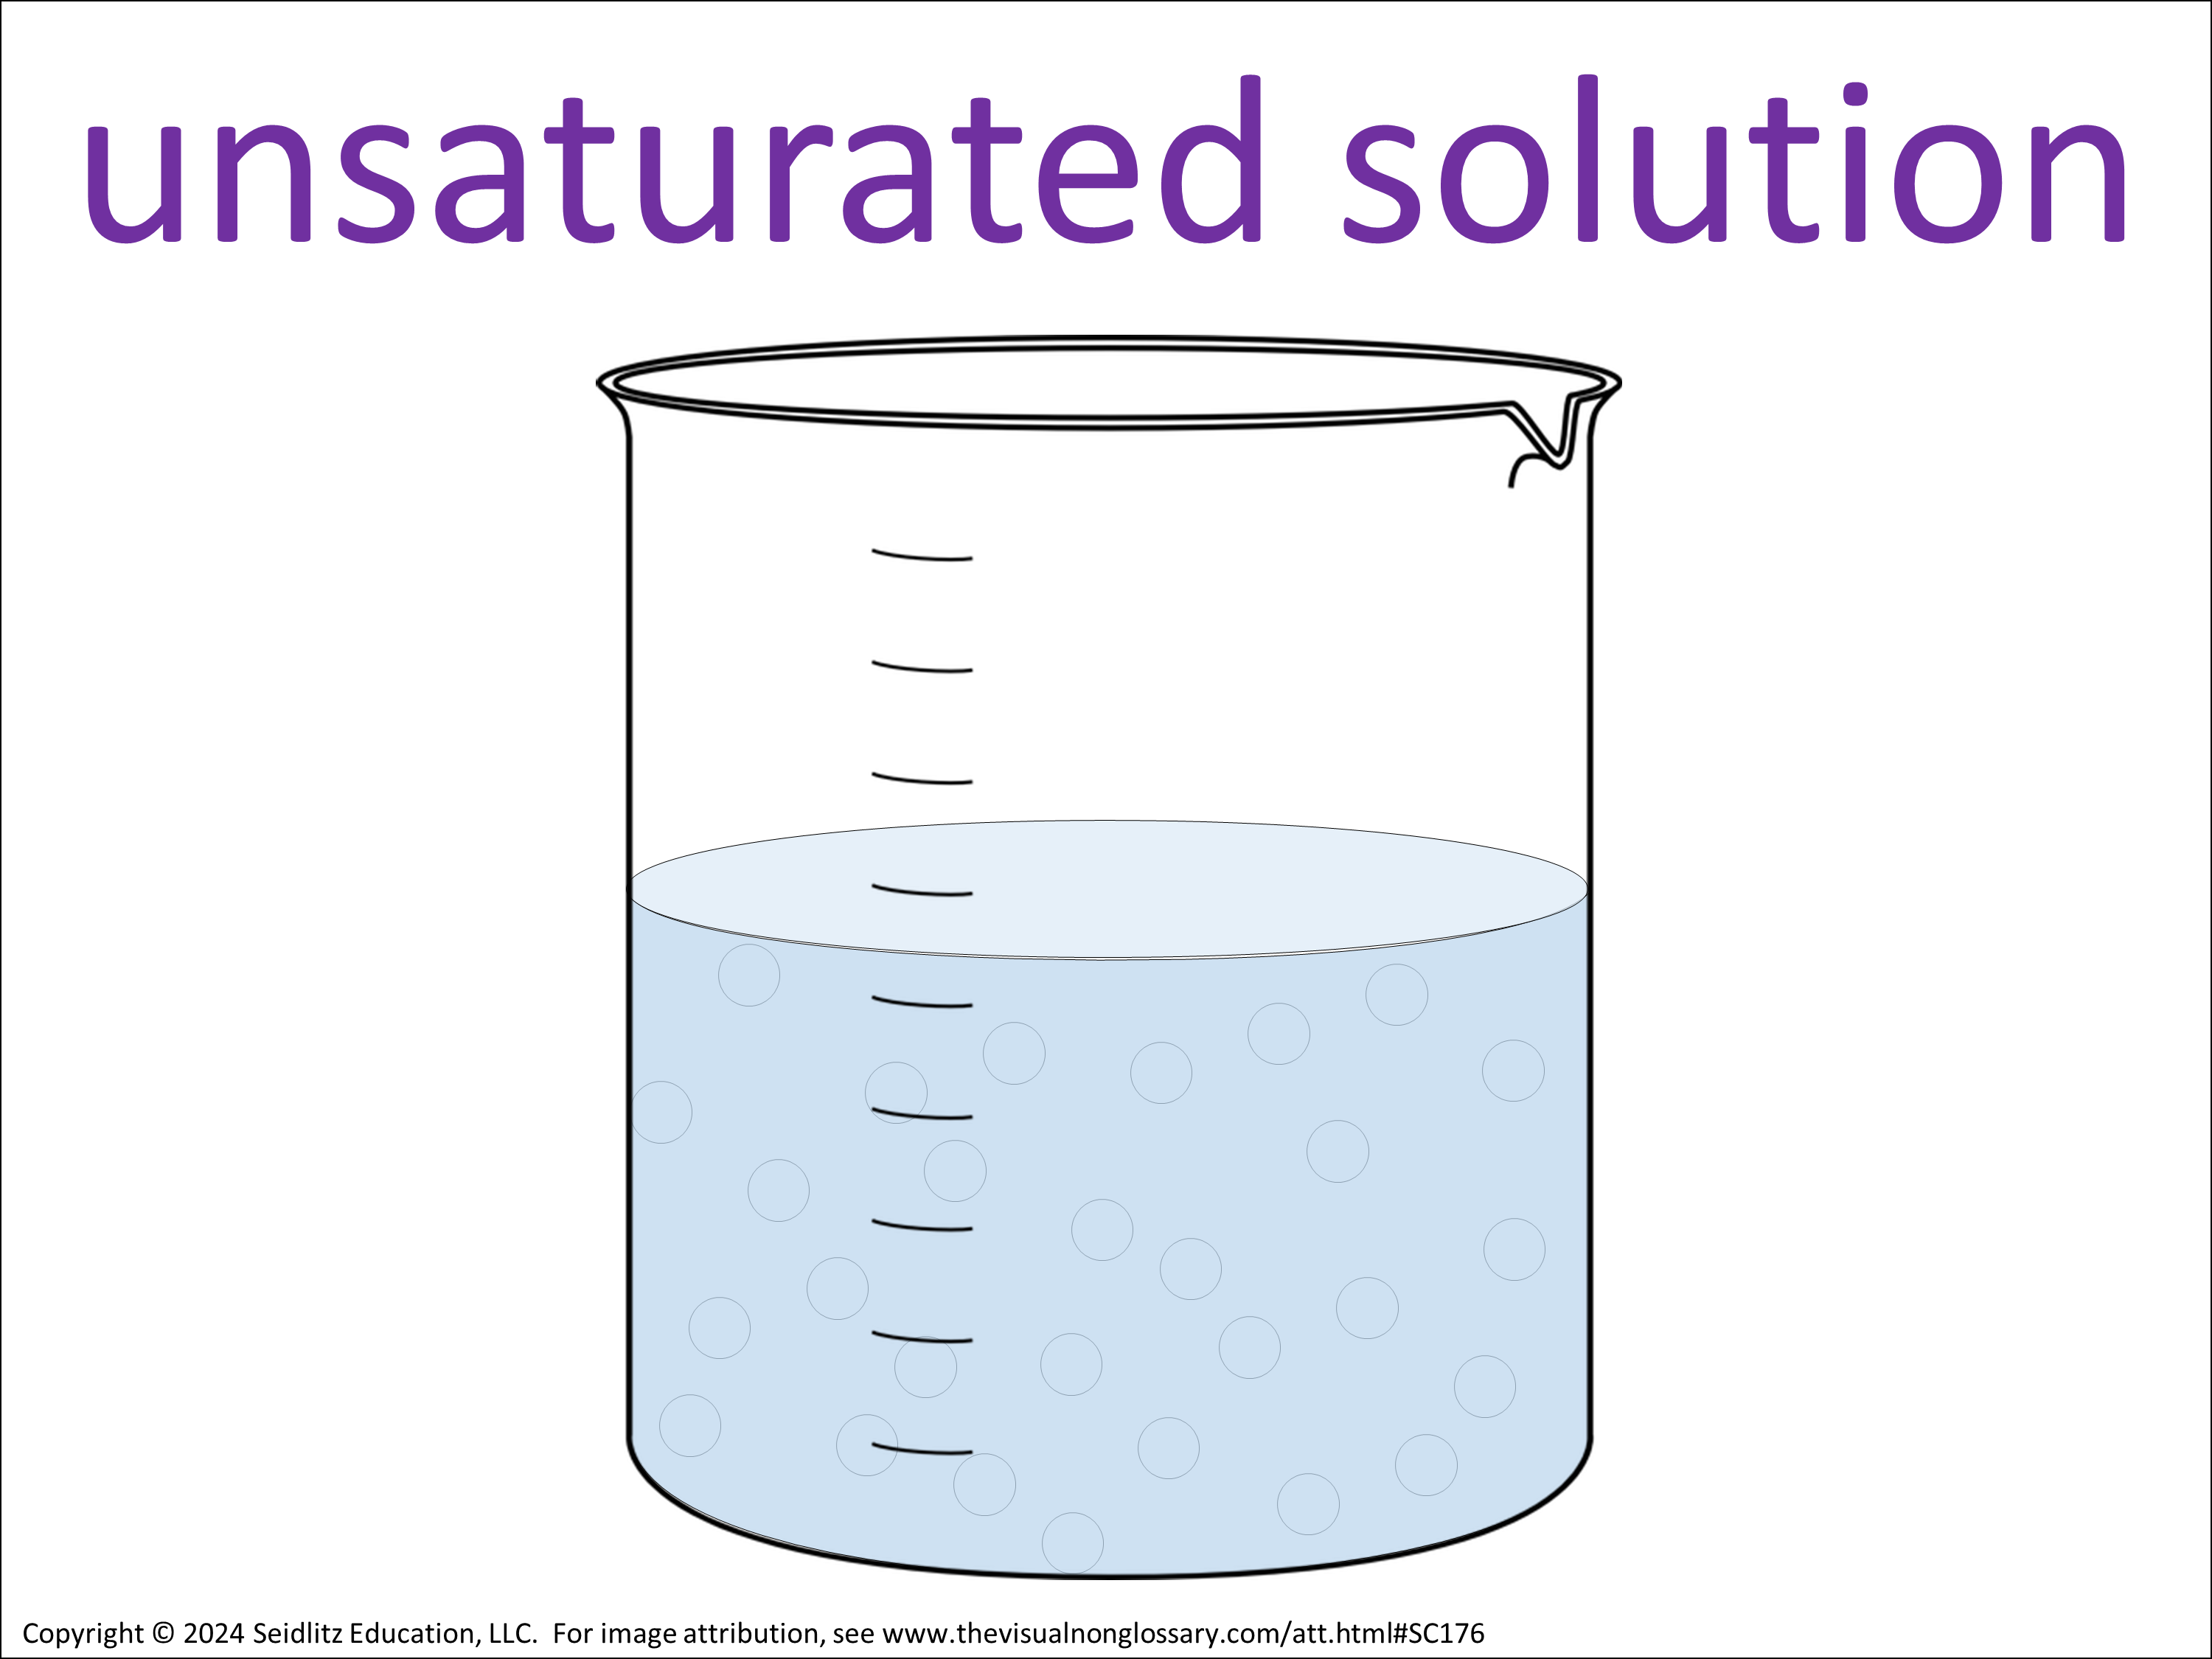 unsaturated solution
Copyright © 2024 Seidlitz Education, LLC.  For image attribution, see www.thevisualnonglossary.com/att.html#SC176